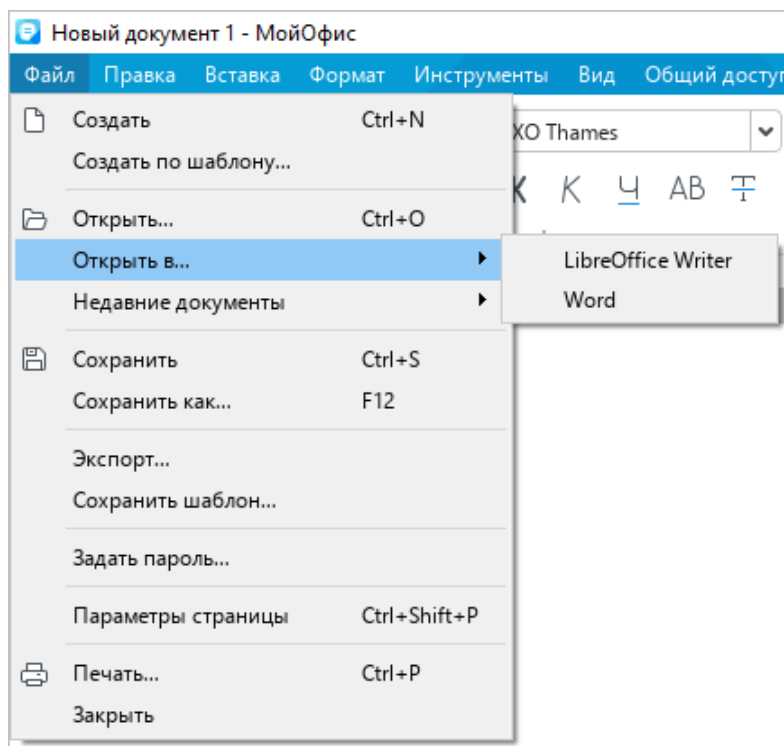 Новый документ 1 - МойОфис
Файл Правка Вставка Формат Инструменты Вид Общий доступ
Создать Ctrl+N
XO Thames
Создать по шаблону...
К Ч АВ Т
Открыть... Ctrl+O
Открыть в...
LibreOffice Writer
Недавние документы
Word
Сохранить Ctrl+S
Сохранить как... F12
Экспорт...
Сохранить шаблон...
Задать пароль...
Параметры страницы Ctrl+Shift+P
Печать... Ctrl+P
Закрыть